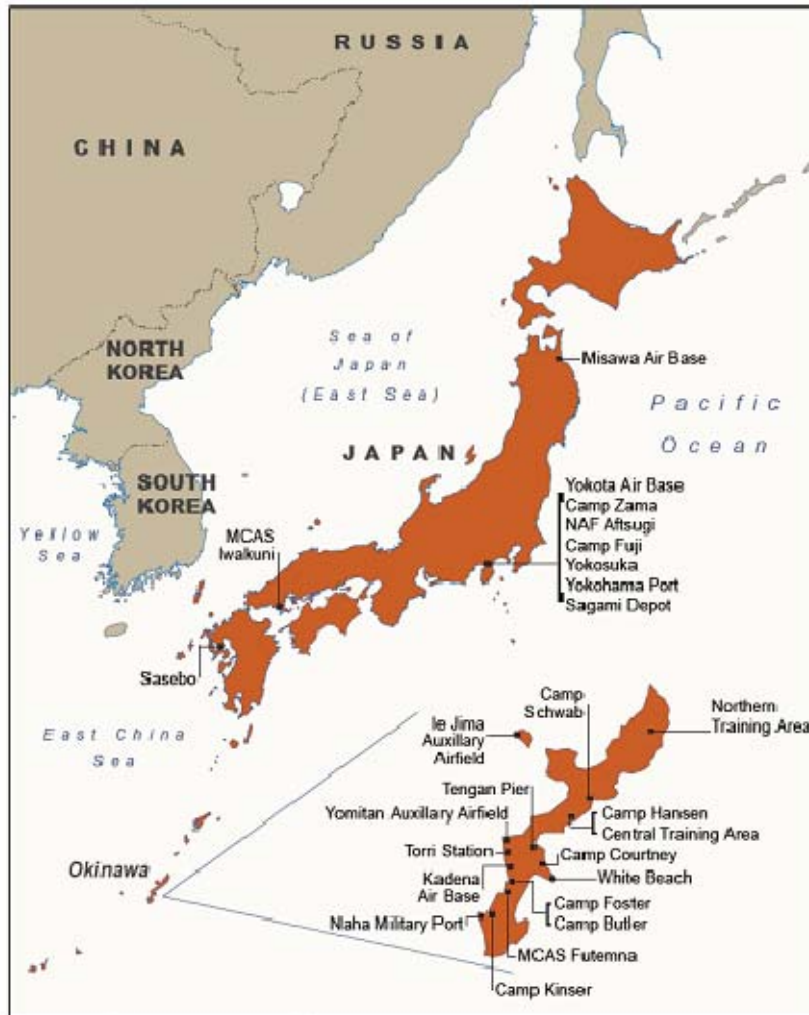 RUSSIA
CHINA
NORTH
KOREA
Sea of
Japan
(East Sea)
Misawa Air Base
Pacific
Ocean
JAPAN
SOUTH
KOREA
Yellow
Sea
MCAS
Iwalkuni
Yokota Air Base
Camp Zama
NAF Aftsugi
Camp Fuji
Yokosuka
Yokohama Port
Sagami Depot
Sasebo
East China
Sea
Camp
Schwab
Northern
Training Area
Ie Jima
Auxillary
Airfield
Tengan Pier
Yomitan Auxillary Airfield
Camp Hansen
Central Training Area
Torri Station
Camp Courtney
Kadena
Air Base
White Beach
Okinawa
Camp Foster
Camp Butler
Naha Military Port
MCAS Futemna
Camp Kinser